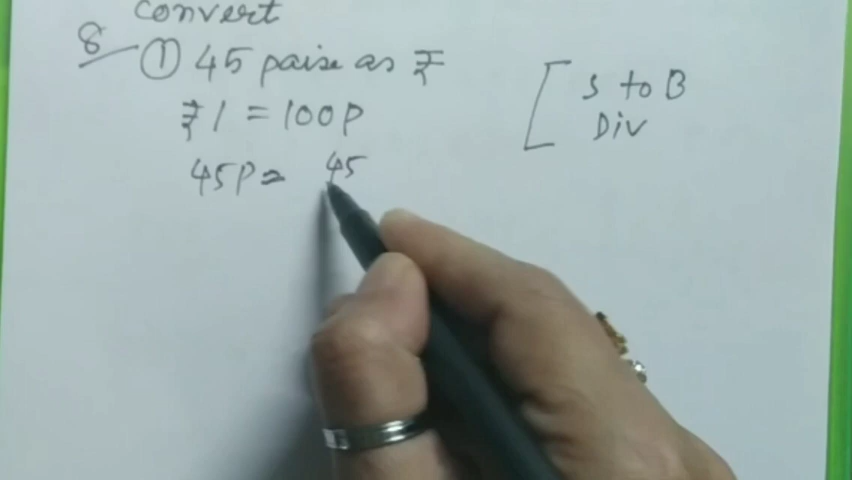 convert
8 ① 45 paise as ₹
₹ 1 = 100P
45P = 45
S to B
Div